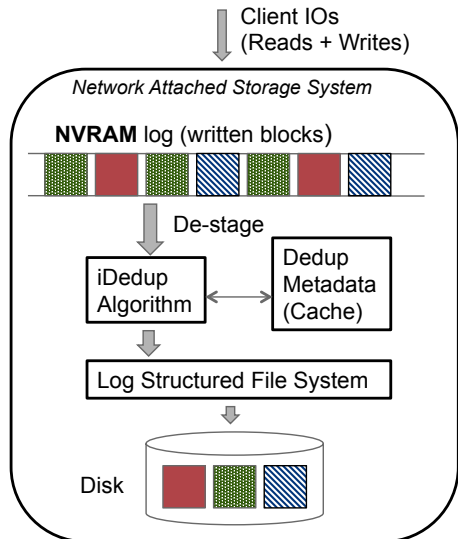 Client IOs
(Reads + Writes)
Network Attached Storage System
NVRAM log (written blocks)
De-stage
iDedup
Algorithm
Dedup
Metadata
(Cache)
Log Structured File System
Disk